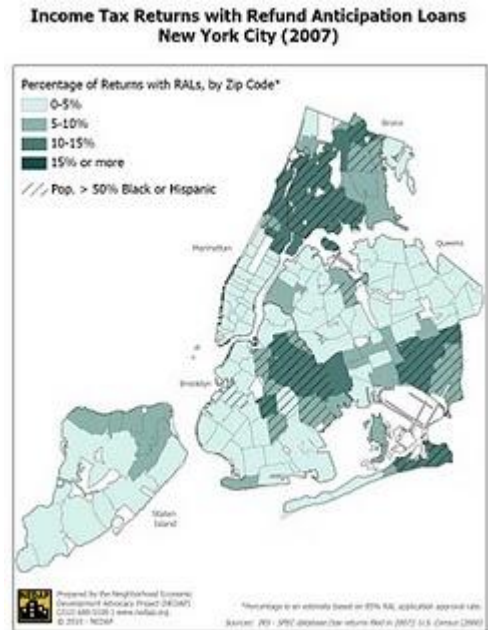 Income Tax Returns with Refund Anticipation Loans
New York City (2007)
Percentage of Returns with RALs, by Zip Code*
0-5%
5-10%
10-15%
15% or more
Pop. > 50% Black or Hispanic
Bronx
Manhattan
Queens
Brooklyn
Staten
Island
NEDAP
Prepared by the Neighborhood Economic
Development Advocacy Project (NEDAP)
© 2010 - NEDAP
*Percentage is an estimate based on 85% RAL application approval rate.
Sources: IRS - SPEC database (tax returns filed in 2007); U.S. Census (2000)